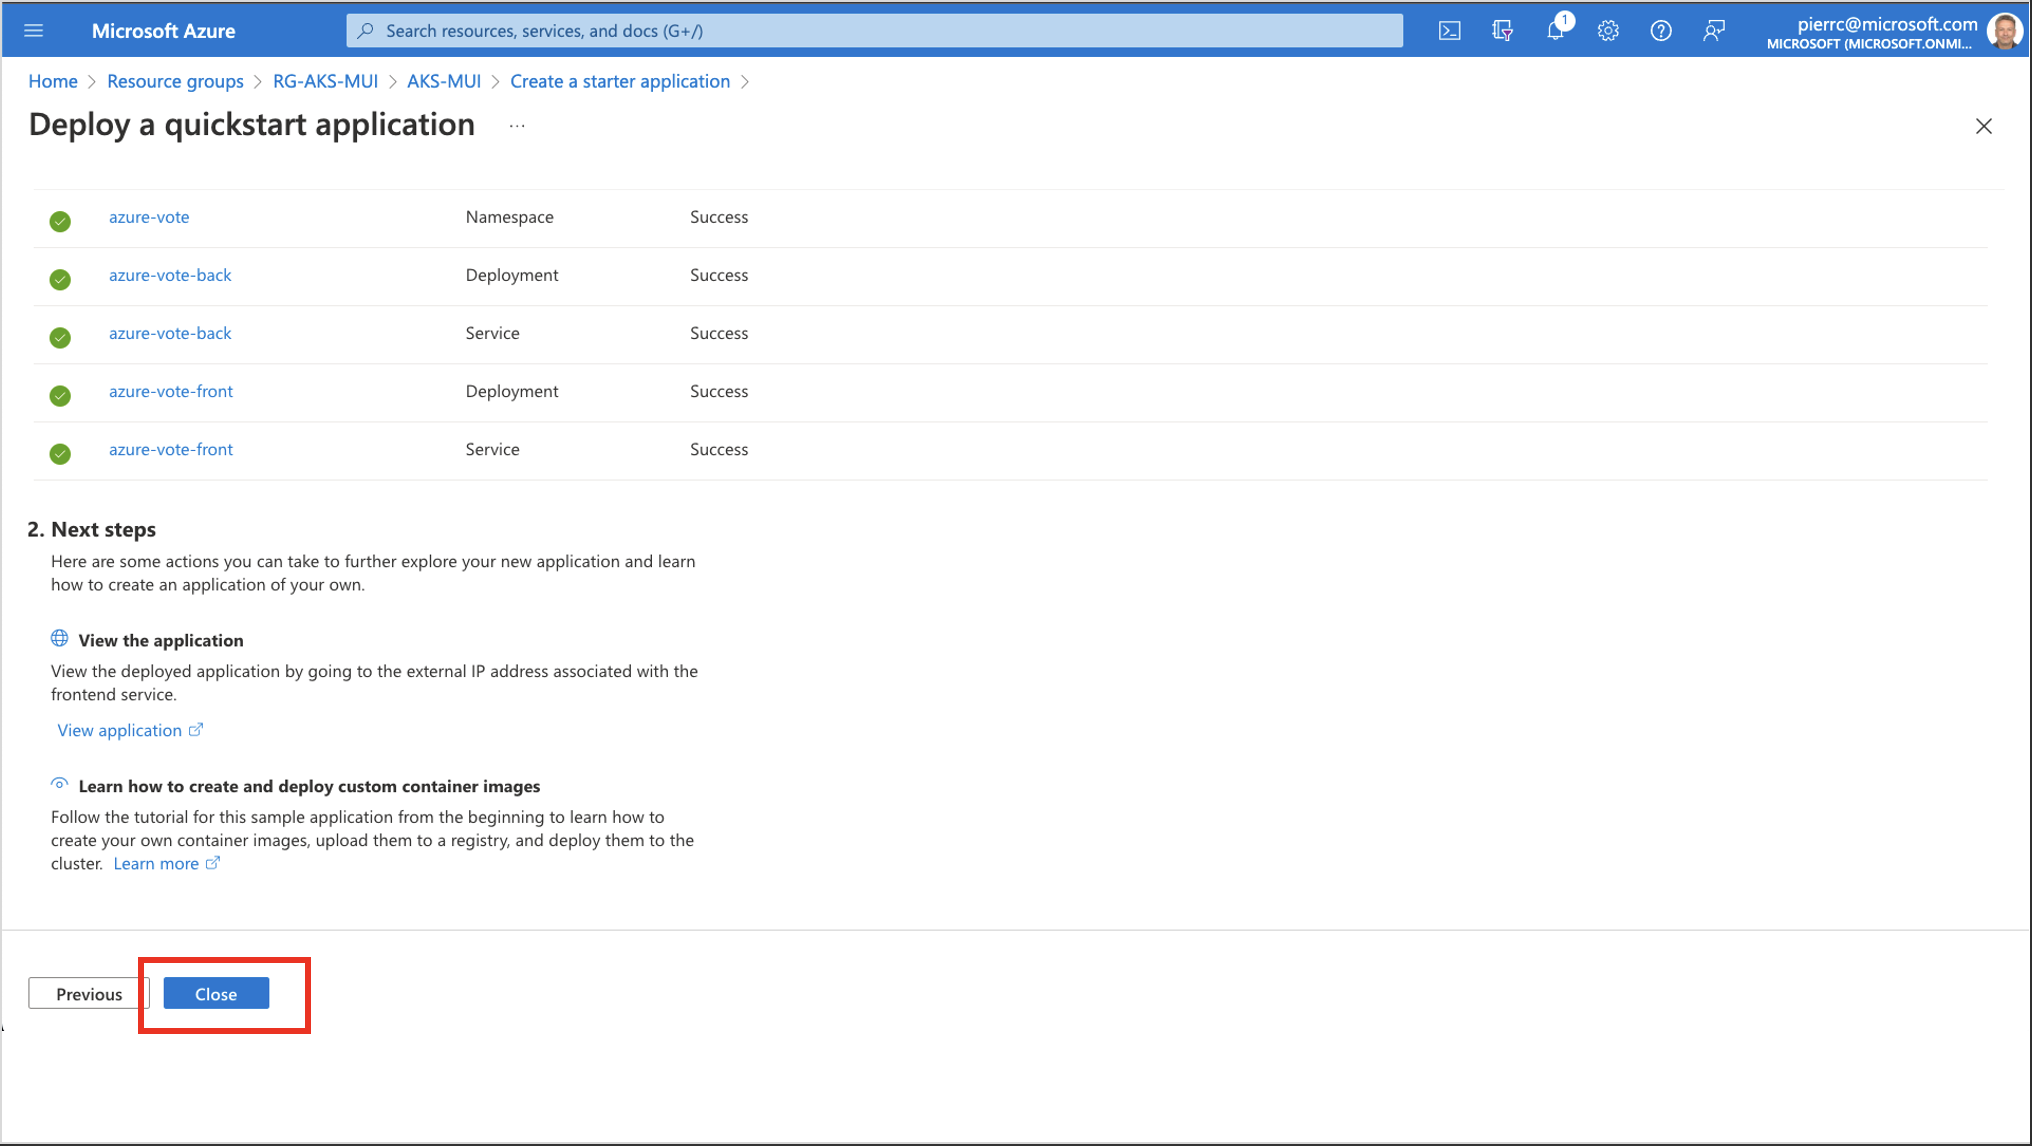 Microsoft Azure
Search resources, services, and docs (G+/)
1
pierrc@microsoft.com
MICROSOFT (MICROSOFT.ONMI...
Home > Resource groups > RG-AKS-MUI > AKS-MUI > Create a starter application >
Deploy a quickstart application ...
azure-vote Namespace Success
azure-vote-back Deployment Success
azure-vote-back Service Success
azure-vote-front Deployment Success
azure-vote-front Service Success
2. Next steps
Here are some actions you can take to further explore your new application and learn
how to create an application of your own.
View the application
View the deployed application by going to the external IP address associated with the
frontend service.
View application
Learn how to create and deploy custom container images
Follow the tutorial for this sample application from the beginning to learn how to
create your own container images, upload them to a registry, and deploy them to the
cluster. Learn more
Previous Close